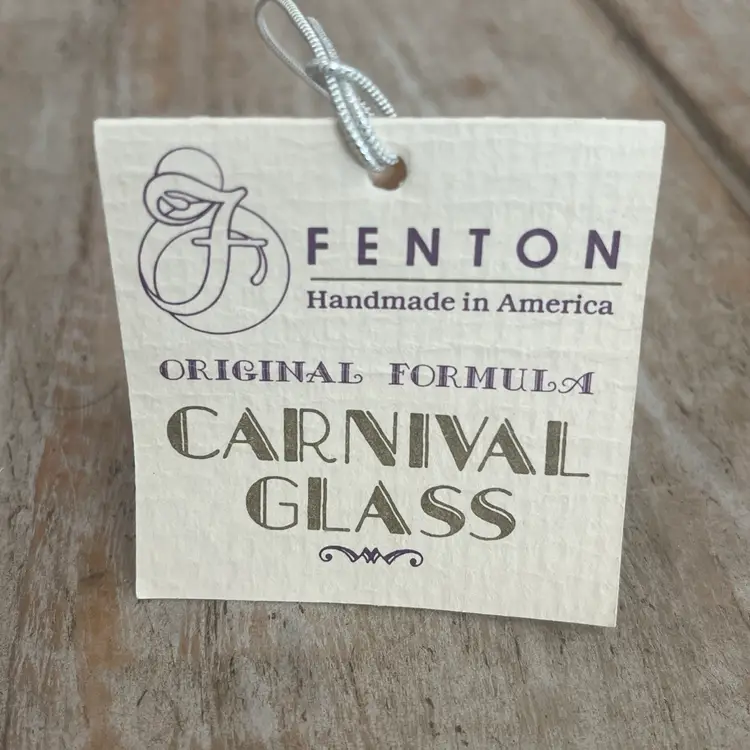 F
FENTON
Handmade in America
ORIGINAL FORMULA
CARNIVAL
GLASS